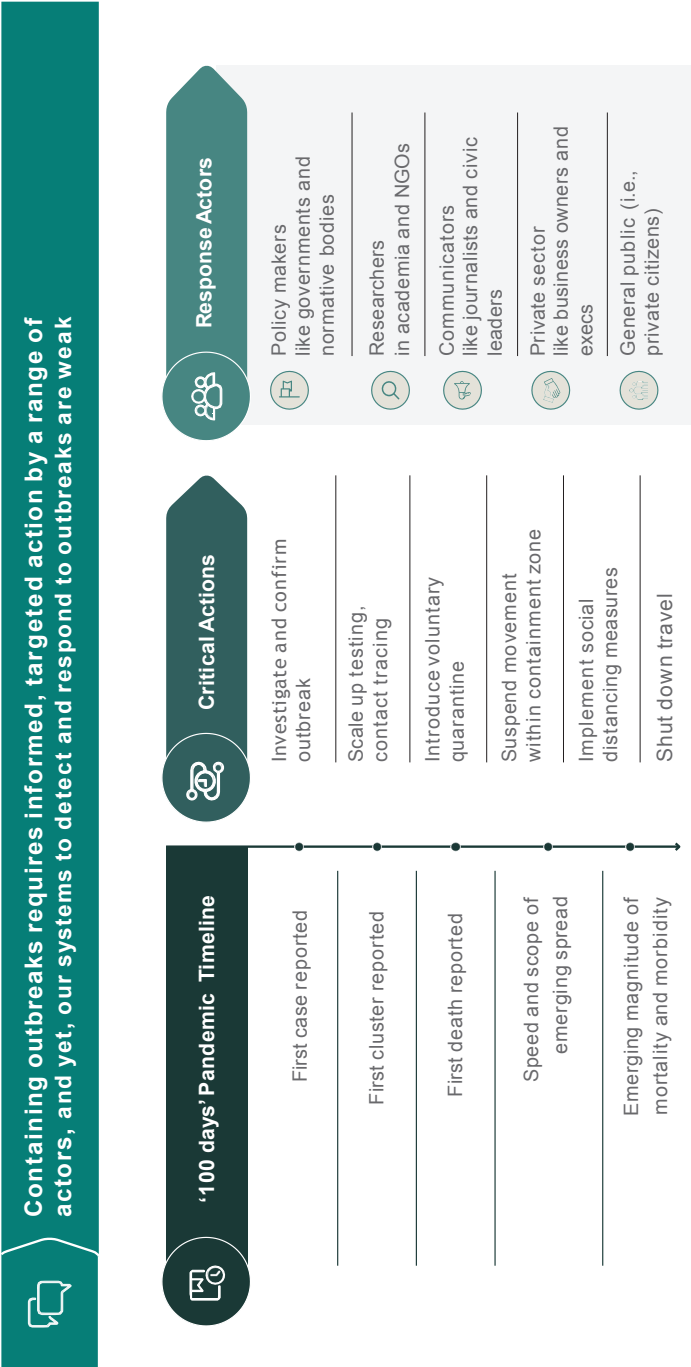 Containing outbreaks requires informed, targeted action by a range of
actors, and yet, our systems to detect and respond to outbreaks are weak
‘100 days’ Pandemic Timeline
First case reported
First cluster reported
First death reported
Speed and scope of
emerging spread
Emerging magnitude of
mortality and morbidity
Critical Actions
Investigate and confirm
outbreak
Scale up testing,
contact tracing
Introduce voluntary
quarantine
Suspend movement
within containment zone
Implement social
distancing measures
Shut down travel
Response Actors
Policy makers
like governments and
normative bodies
Researchers
in academia and NGOs
Communicators
like journalists and civic
leaders
Private sector
like business owners and
execs
General public (i.e.,
private citizens)